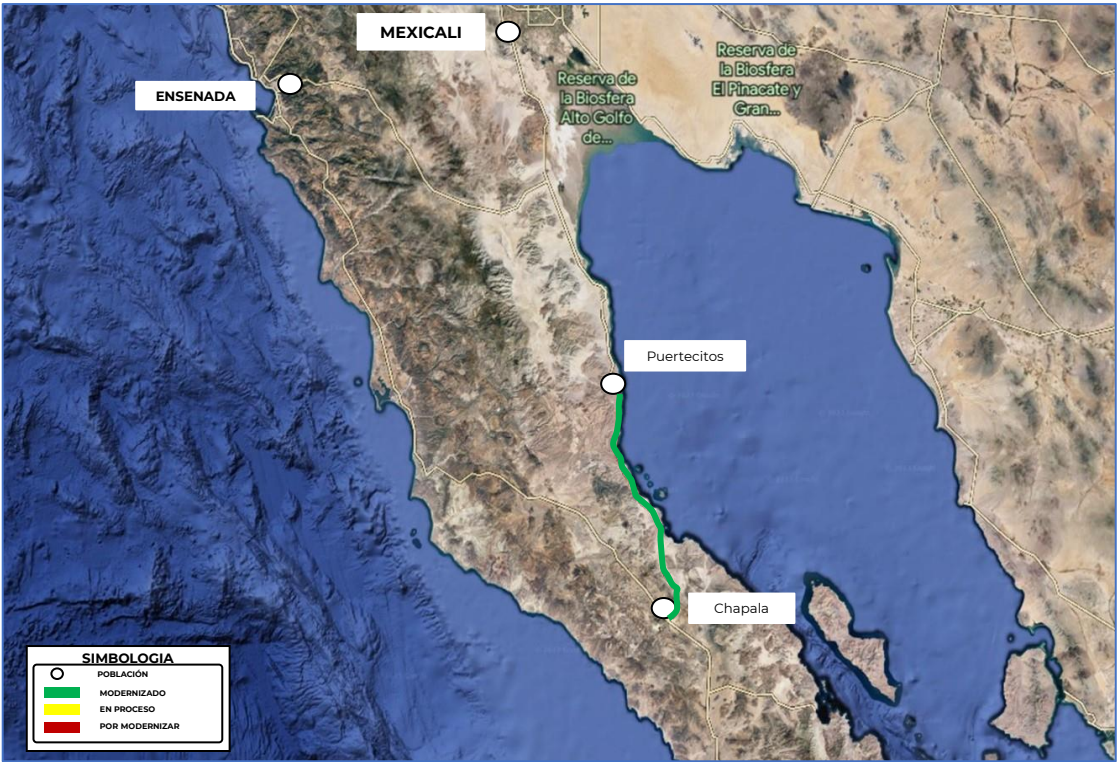 MEXICALI
Reserva de
la Biosfera
El Pinacate y
Gran...
Reserva de
la Biosfera
Alto Golfo
de...
ENSENADA
Puertecitos
Chapala
SIMBOLOGIA
POBLACIÓN
MODERNIZADO
EN PROCESO
POR MODERNIZAR